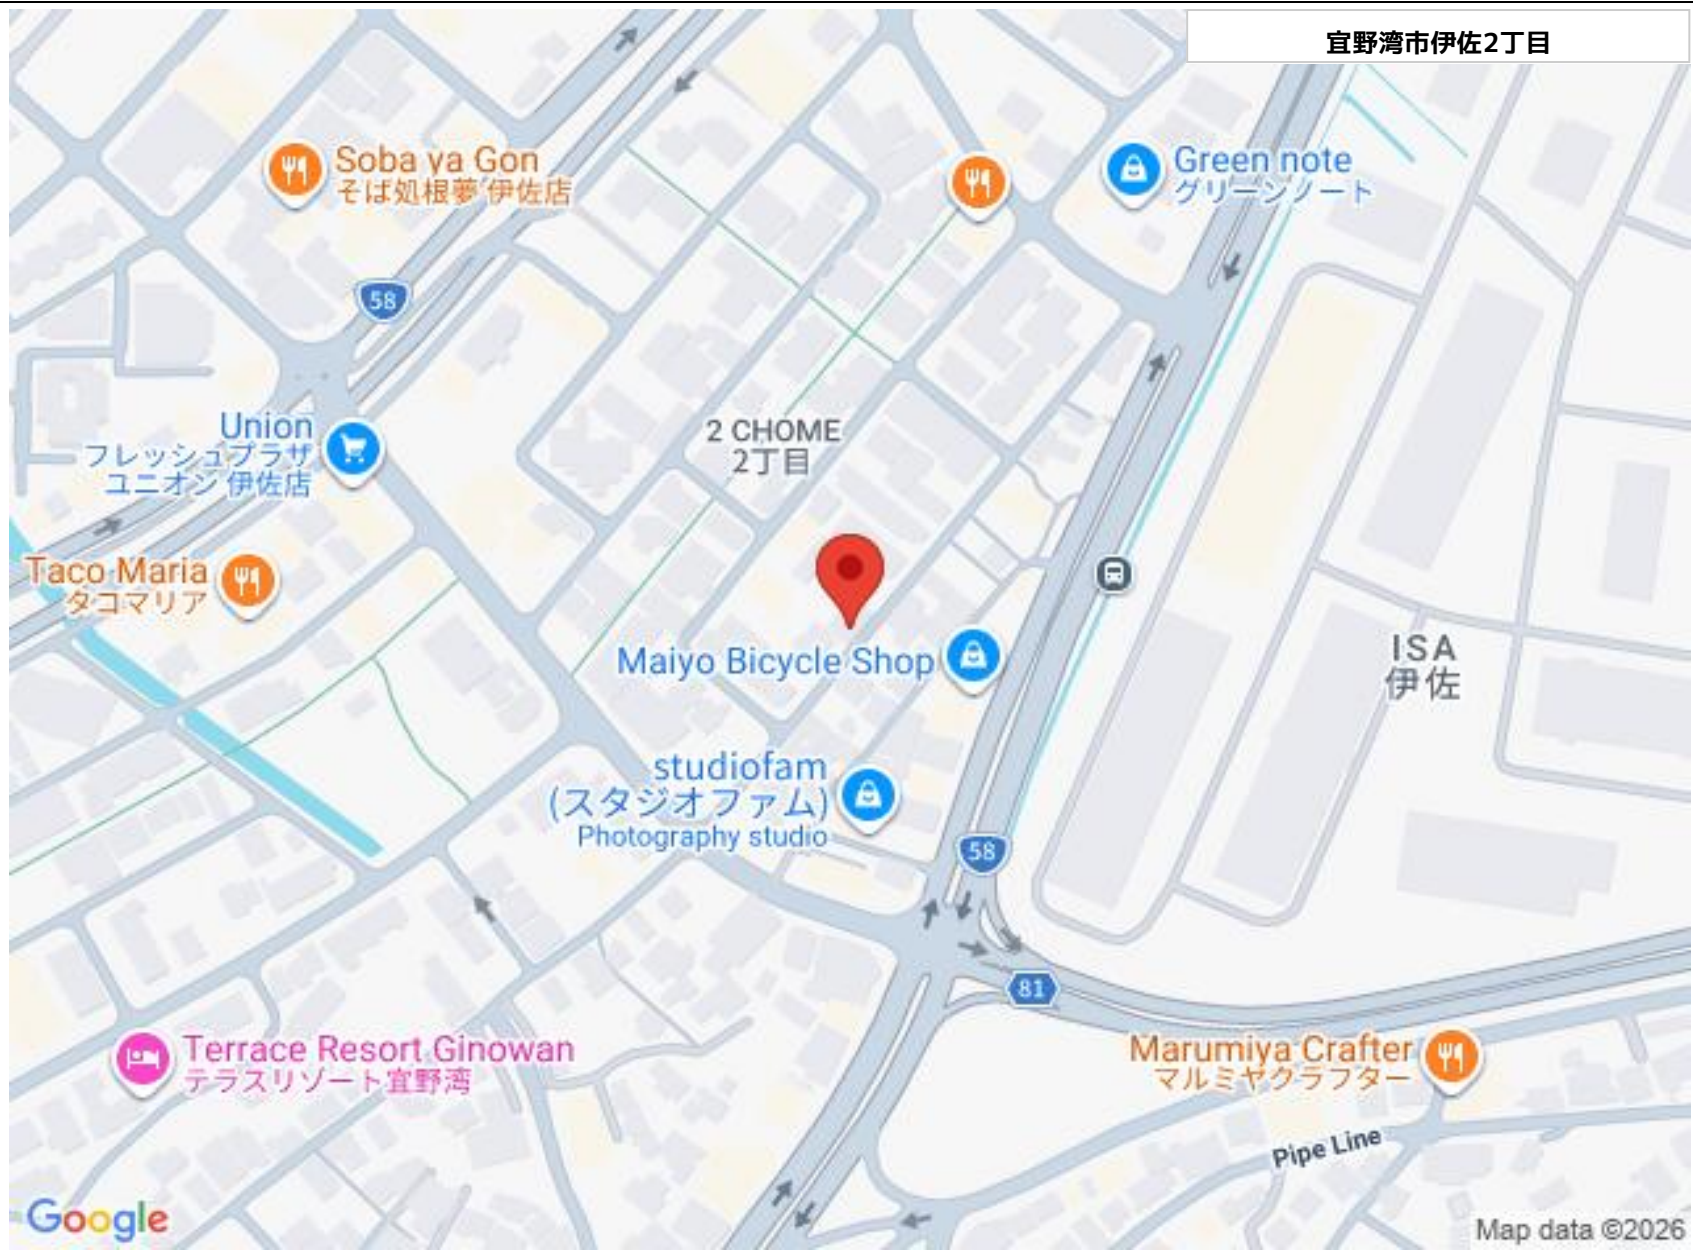 宜野湾市伊佐2丁目
Soba ya Gon
そば処根夢 伊佐店
Green note
グリーンノート
58
Union
フレッシュプラザ
ユニオン 伊佐店
2 CHOME
2丁目
Taco Maria
タコマリア
Maiyo Bicycle Shop
ISA
伊佐
studiofam
(スタジオファム)
Photography studio
58
81
Terrace Resort Ginowan
テラスリゾート宜野湾
Marumiya Crafter
マルミヤクラフター
Pipe Line
Google
Map data ©2026